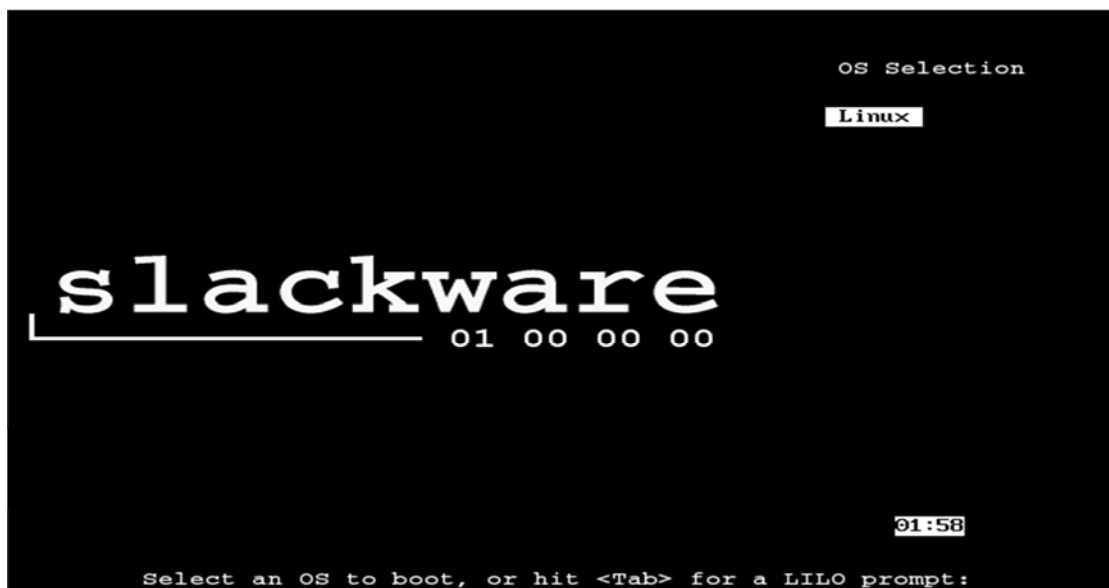 OS Selection
Linux
slackware
01 00 00 00
01:58
Select an OS to boot, or hit <Tab> for a LILO prompt: